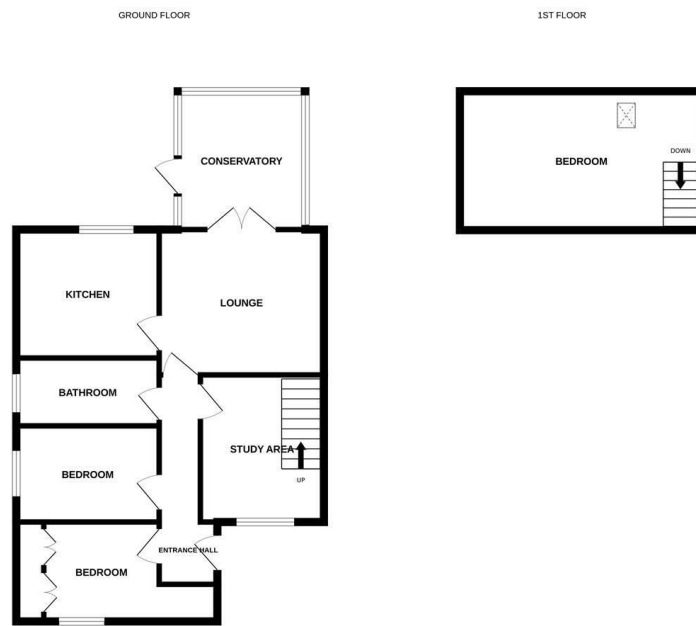 GROUND FLOOR
1ST FLOOR
CONSERVATORY
BEDROOM
DOWN
KITCHEN
LOUNGE
BATHROOM
STUDY AREA
BEDROOM
UP
ENTRANCE HALL
BEDROOM